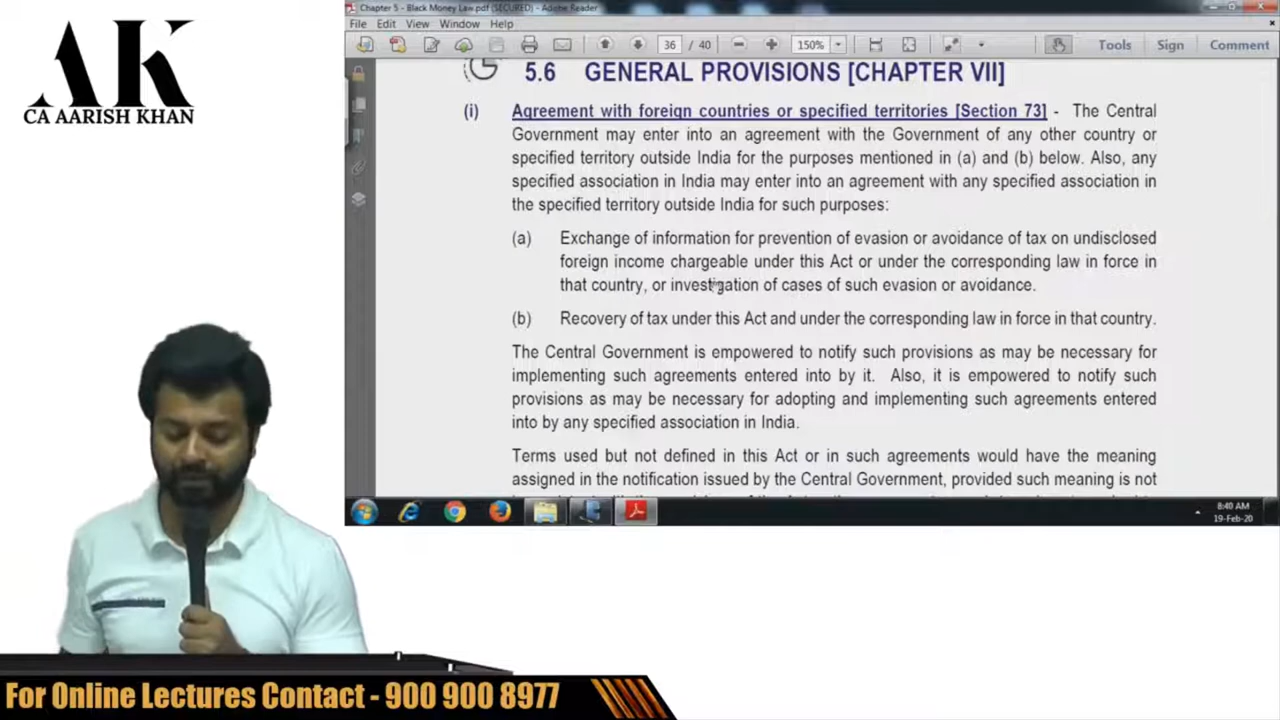 AK
CA AARISH KHAN
Chapter 5 - Black Money Law.pdf (SECURED) - Adobe Reader
File Edit View Window Help
36 / 40 150% Tools Sign Comment
5.6 GENERAL PROVISIONS [CHAPTER VII]
(i) Agreement with foreign countries or specified territories [Section 73] - The Central
Government may enter into an agreement with the Government of any other country or
specified territory outside India for the purposes mentioned in (a) and (b) below. Also, any
specified association in India may enter into an agreement with any specified association in
the specified territory outside India for such purposes:
(a) Exchange of information for prevention of evasion or avoidance of tax on undisclosed
foreign income chargeable under this Act or under the corresponding law in force in
that country, or investigation of cases of such evasion or avoidance.
(b) Recovery of tax under this Act and under the corresponding law in force in that country.
The Central Government is empowered to notify such provisions as may be necessary for
implementing such agreements entered into by it. Also, it is empowered to notify such
provisions as may be necessary for adopting and implementing such agreements entered
into by any specified association in India.
Terms used but not defined in this Act or in such agreements would have the meaning
assigned in the notification issued by the Central Government, provided such meaning is not
8:40 AM
19-Feb-20
For Online Lectures Contact - 900 900 8977